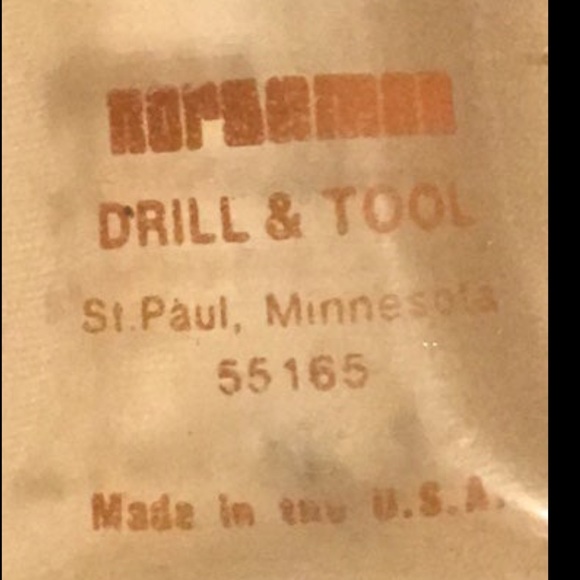 norseman
DRILL & TOOL
St. Paul, Minnesota
55165
Made in the U.S.A.